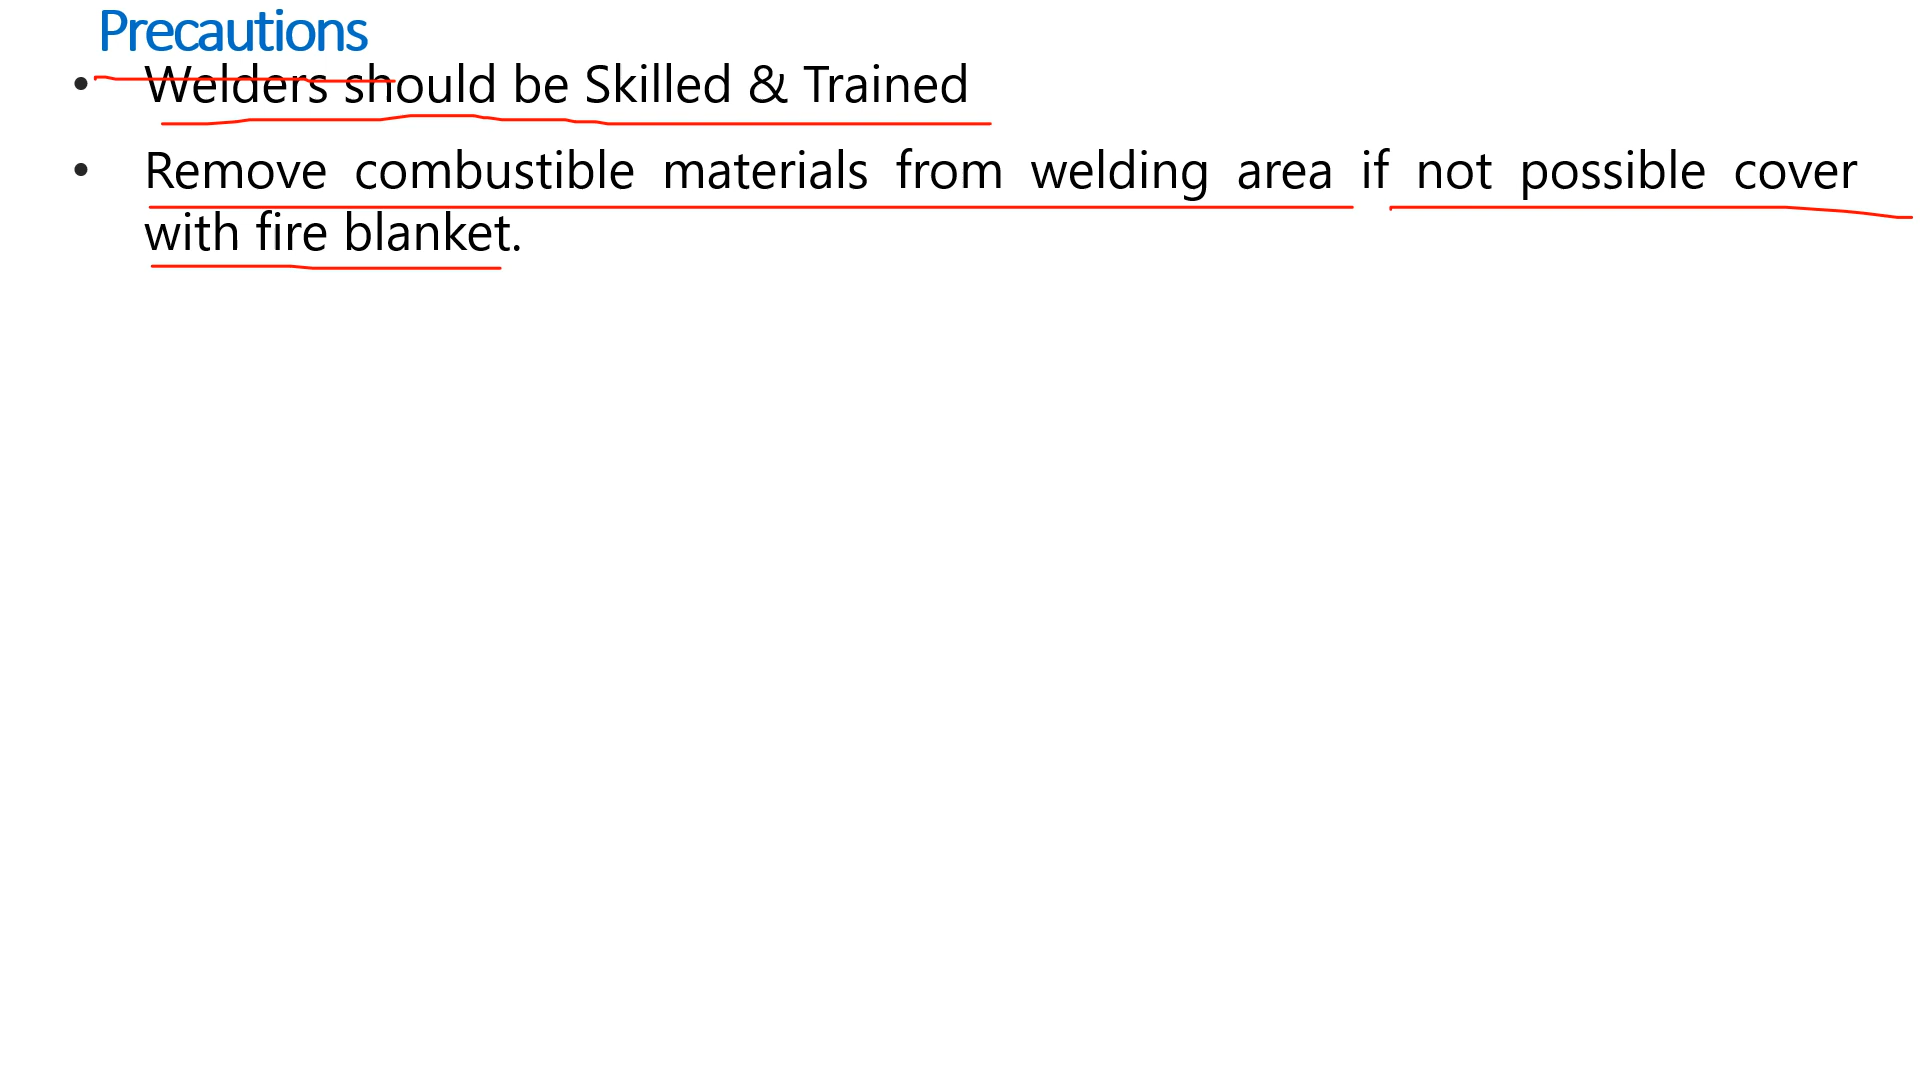 Precautions
• Welders should be Skilled & Trained
• Remove combustible materials from welding area if not possible cover
with fire blanket.